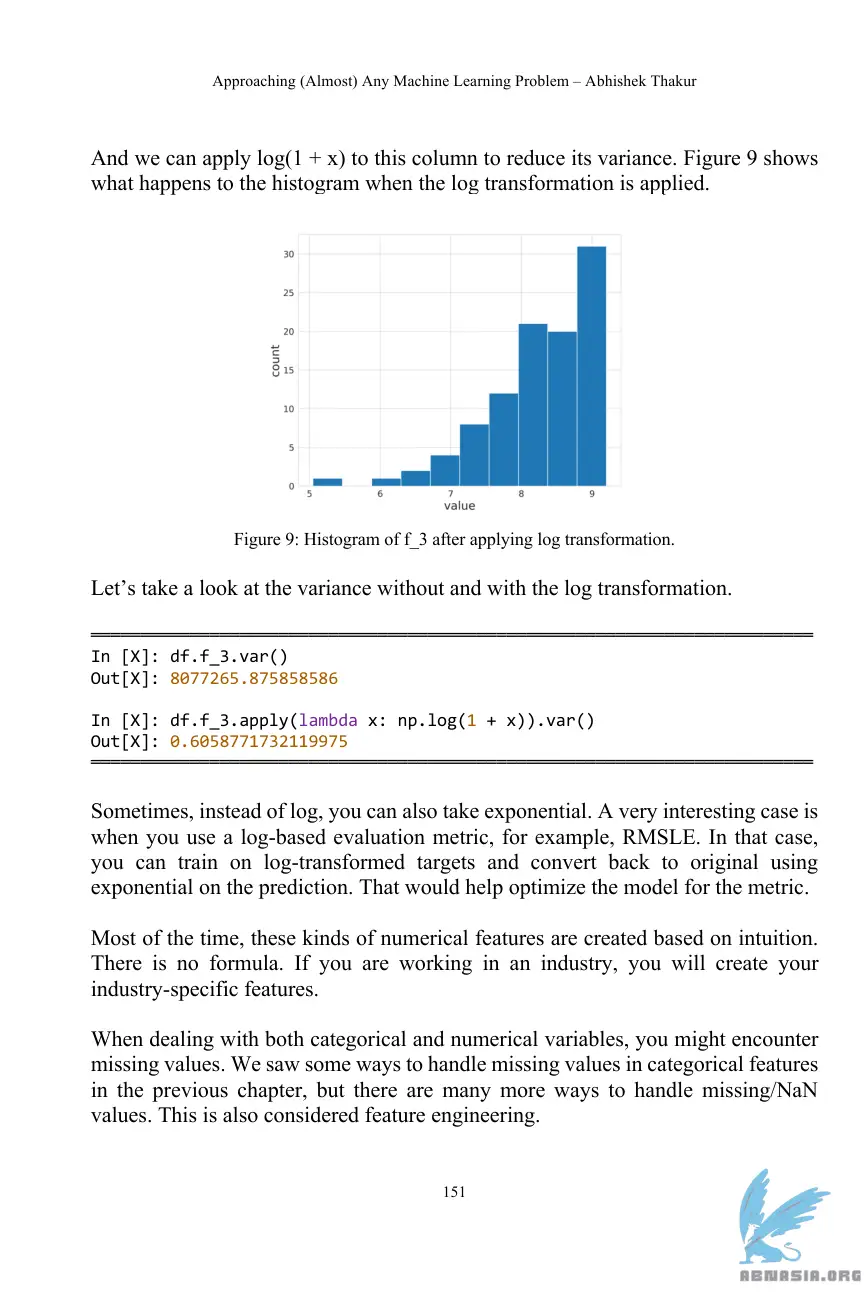 Approaching (Almost) Any Machine Learning Problem – Abhishek Thakur
And we can apply log(1 + x) to this column to reduce its variance. Figure 9 shows
what happens to the histogram when the log transformation is applied.
30
25
20
15
10
5
0
count
5 6 7 8 9
value
Figure 9: Histogram of f_3 after applying log transformation.
Let’s take a look at the variance without and with the log transformation.
In [X]: df.f_3.var()
Out[X]: 8077265.875858586
In [X]: df.f_3.apply(lambda x: np.log(1 + x)).var()
Out[X]: 0.6058771732119975
Sometimes, instead of log, you can also take exponential. A very interesting case is
when you use a log-based evaluation metric, for example, RMSLE. In that case,
you can train on log-transformed targets and convert back to original using
exponential on the prediction. That would help optimize the model for the metric.
Most of the time, these kinds of numerical features are created based on intuition.
There is no formula. If you are working in an industry, you will create your
industry-specific features.
When dealing with both categorical and numerical variables, you might encounter
missing values. We saw some ways to handle missing values in categorical features
in the previous chapter, but there are many more ways to handle missing/NaN
values. This is also considered feature engineering.
151
ABNASIA.ORG